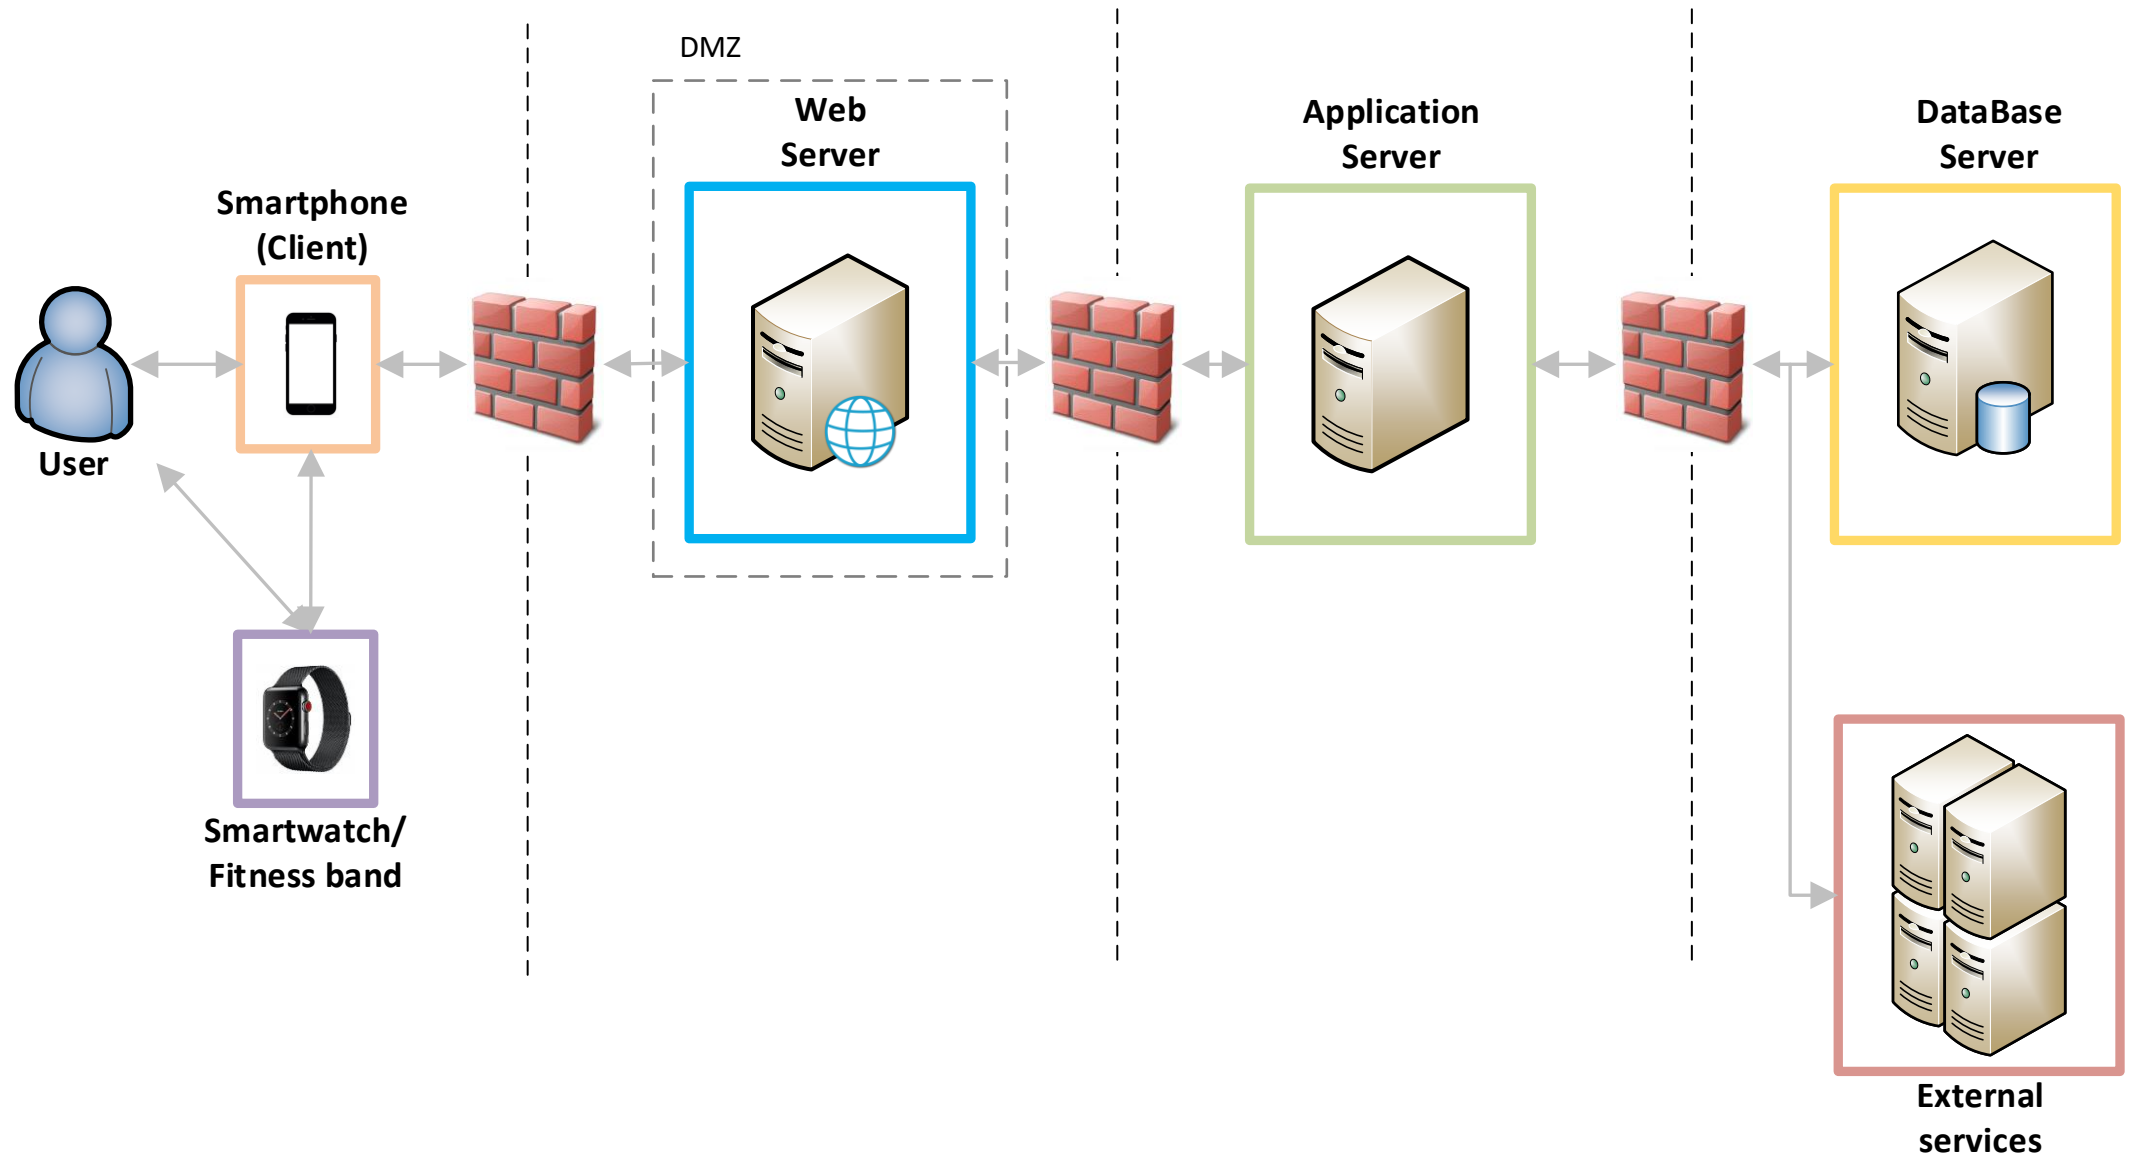 DMZ
Web
Server
Application
Server
DataBase
Server
Smartphone
(Client)
User
Smartwatch/
Fitness band
External
services